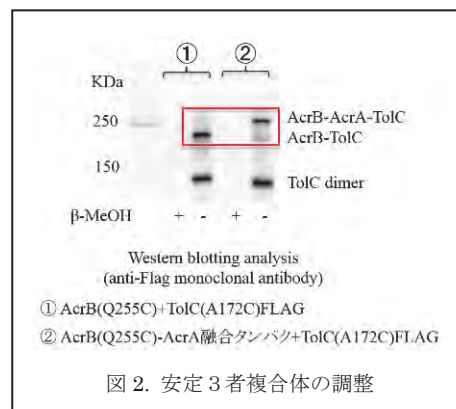 ① ②
KDa
250
AcrB-AcrA-TolC
AcrB-TolC
150
TolC dimer
β-MeOH + - + -
Western blotting analysis
(anti-Flag monoclonal antibody)
① AcrB(Q255C)+TolC(A172C)FLAG
② AcrB(Q255C)-AcrA融合タンパク+TolC(A172C)FLAG
図 2. 安定３者複合体の調整